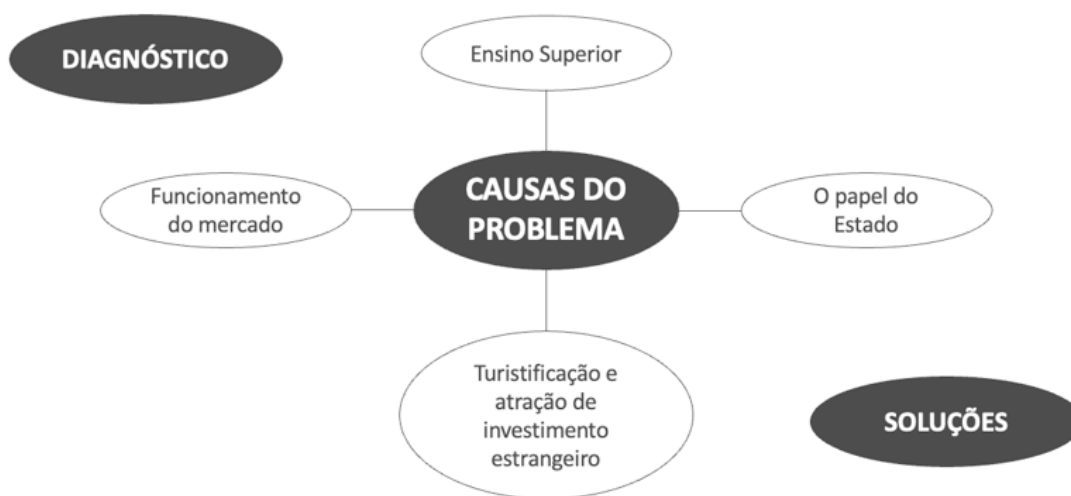 DIAGNÓSTICO
Ensino Superior
Funcionamento
do mercado
CAUSAS DO
PROBLEMA
O papel do
Estado
Turistificação e
atração de
investimento
estrangeiro
SOLUÇÕES